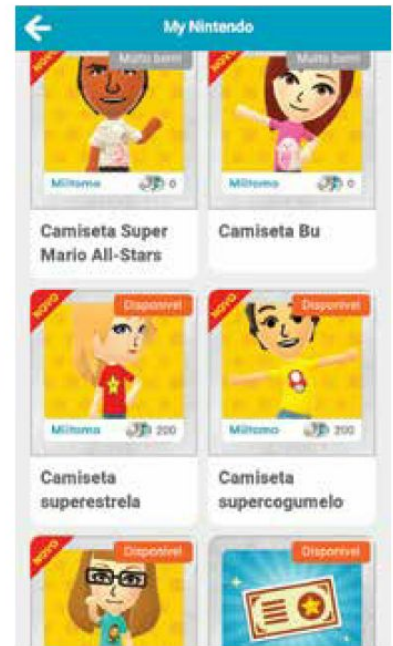 My Nintendo
NOVO
Muito bem!
NOVO
Muito bem!
Miitomo 0
Miitomo 0
Camiseta Super
Mario All-Stars
Camiseta Bu
NOVO
Disponível
NOVO
Disponível
Miitomo 200
Miitomo 200
Camiseta
superestrela
Camiseta
supercogumelo
NOVO
Disponível
Disponível